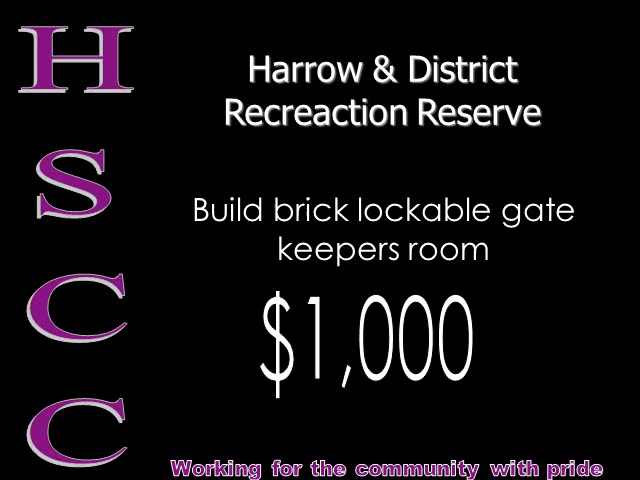 H
S
C
C
Harrow & District
Recreaction Reserve
Build brick lockable gate
keepers room
$1,000
Working for the community with pride